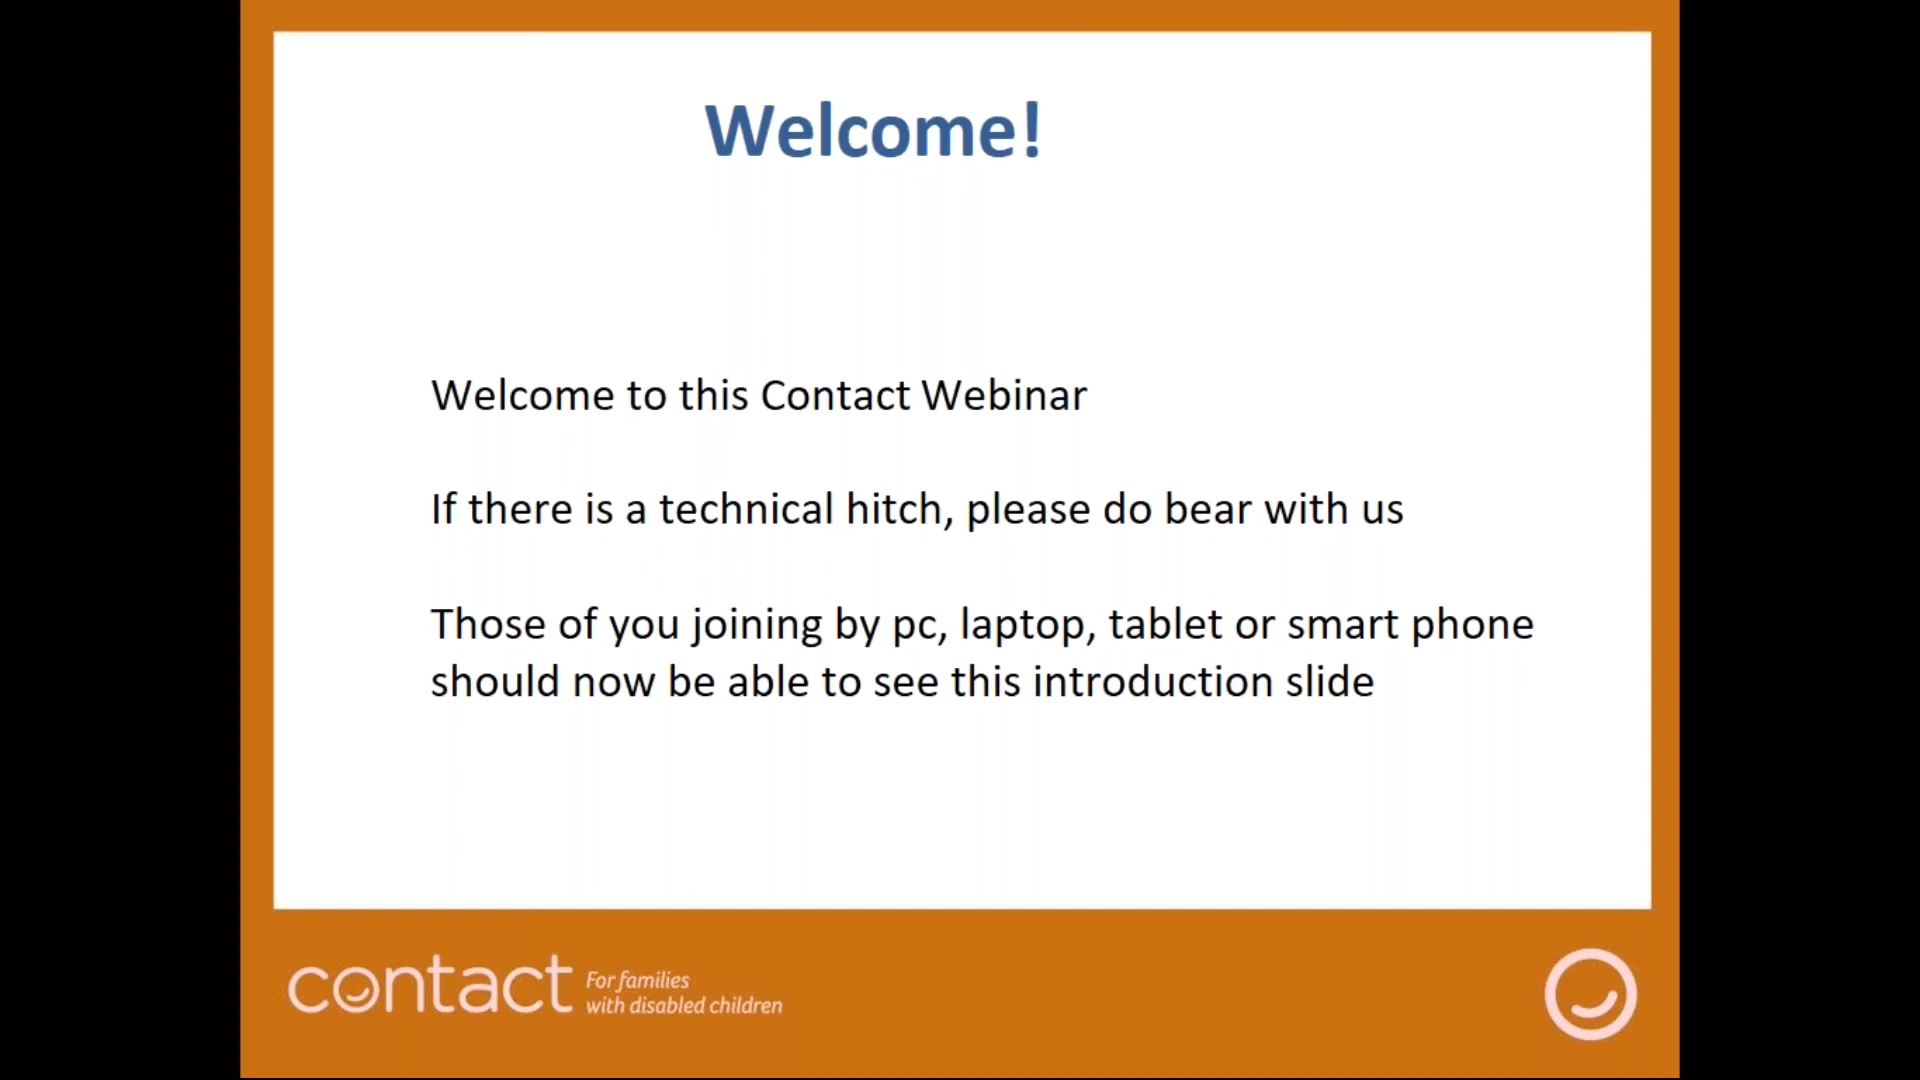 Welcome!
Welcome to this Contact Webinar
If there is a technical hitch, please do bear with us
Those of you joining by pc, laptop, tablet or smart phone
should now be able to see this introduction slide
contact
For families
with disabled children